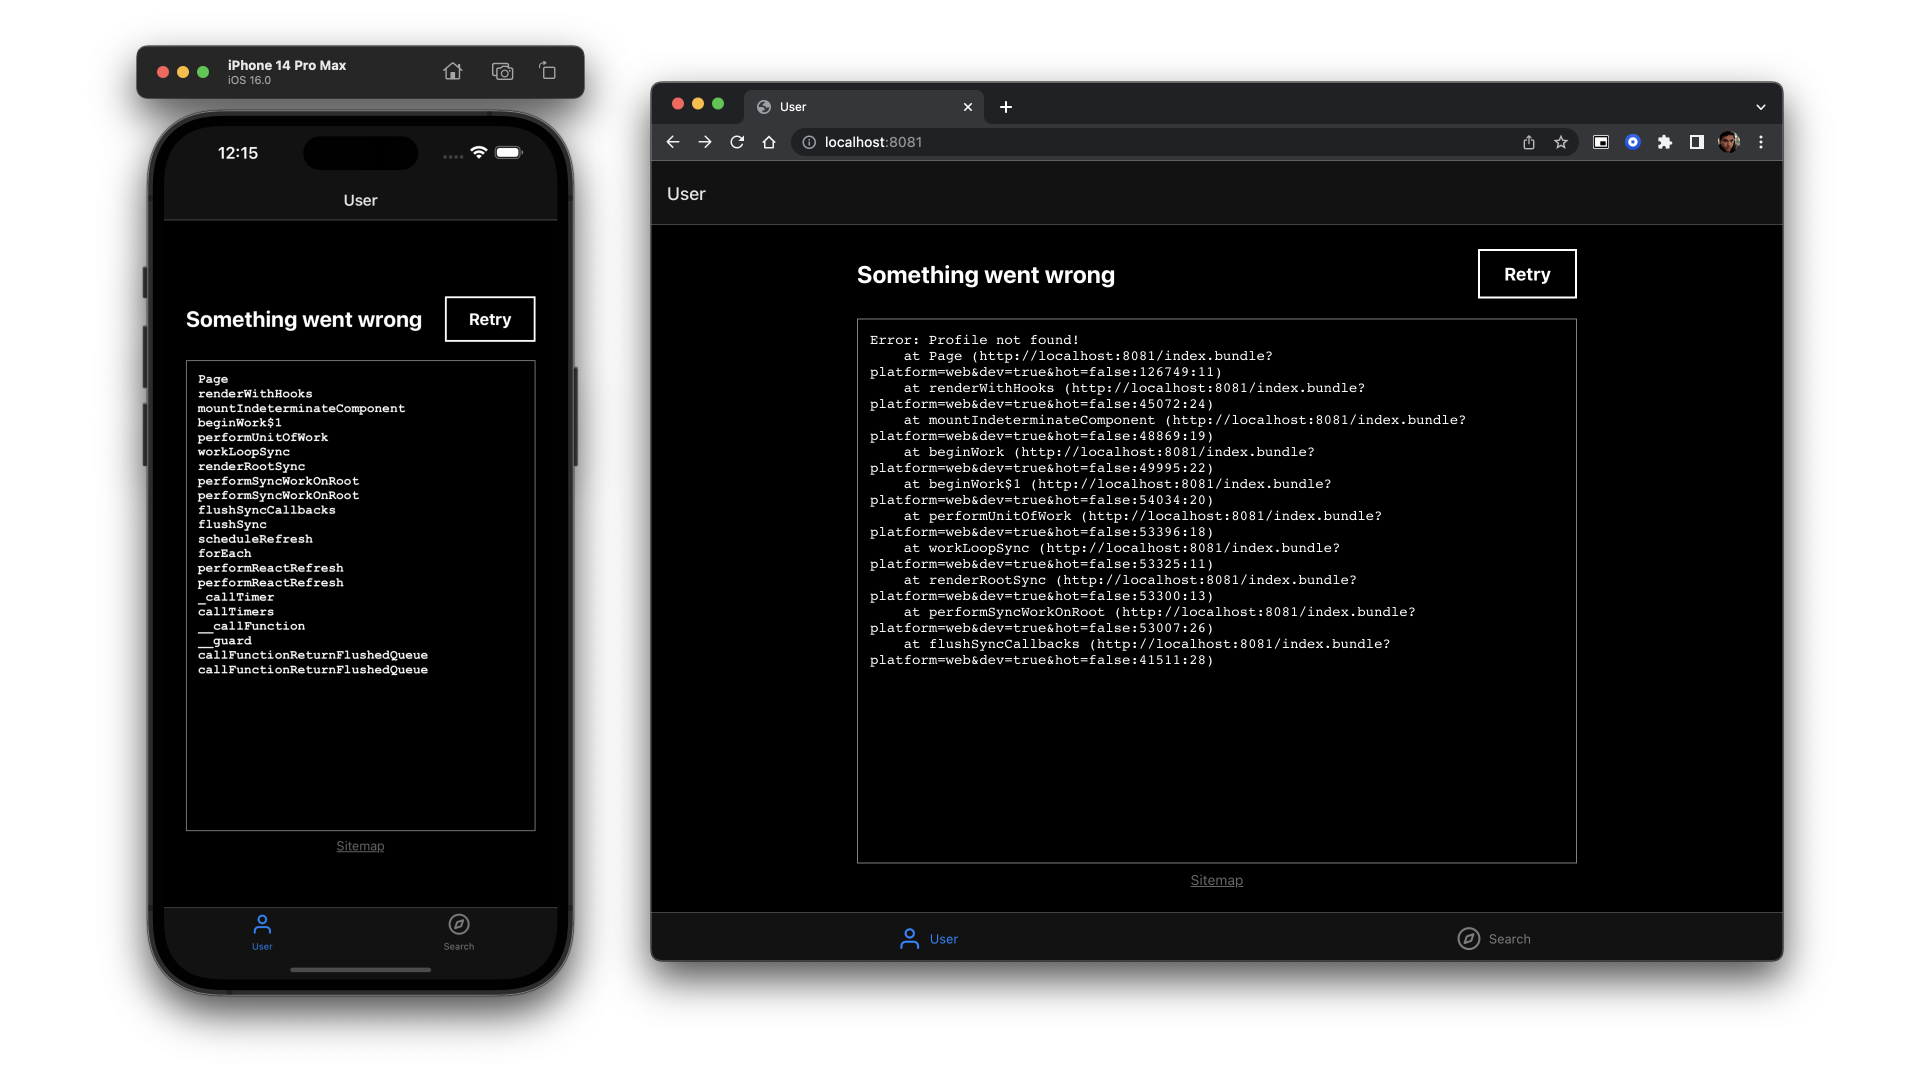 iPhone 14 Pro Max
iOS 16.0
12:15
User
Something went wrong
Retry
Page
renderWithHooks
mountIndeterminateComponent
beginWork$1
performUnitOfWork
workLoopSync
renderRootSync
performSyncWorkOnRoot
performSyncWorkOnRoot
flushSyncCallbacks
flushSync
scheduleRefresh
forEach
performReactRefresh
performReactRefresh
_callTimer
callTimers
__callFunction
__guard
callFunctionReturnFlushedQueue
callFunctionReturnFlushedQueue
Sitemap
User
Search
User
localhost:8081
User
Something went wrong
Retry
Error: Profile not found!
at Page (http://localhost:8081/index.bundle?
platform=web&dev=true&hot=false:126749:11)
at renderWithHooks (http://localhost:8081/index.bundle?
platform=web&dev=true&hot=false:45072:24)
at mountIndeterminateComponent (http://localhost:8081/index.bundle?
platform=web&dev=true&hot=false:48869:19)
at beginWork (http://localhost:8081/index.bundle?
platform=web&dev=true&hot=false:49995:22)
at beginWork$1 (http://localhost:8081/index.bundle?
platform=web&dev=true&hot=false:54034:20)
at performUnitOfWork (http://localhost:8081/index.bundle?
platform=web&dev=true&hot=false:53396:18)
at workLoopSync (http://localhost:8081/index.bundle?
platform=web&dev=true&hot=false:53325:11)
at renderRootSync (http://localhost:8081/index.bundle?
platform=web&dev=true&hot=false:53300:13)
at performSyncWorkOnRoot (http://localhost:8081/index.bundle?
platform=web&dev=true&hot=false:53007:26)
at flushSyncCallbacks (http://localhost:8081/index.bundle?
platform=web&dev=true&hot=false:41511:28)
Sitemap
User
Search